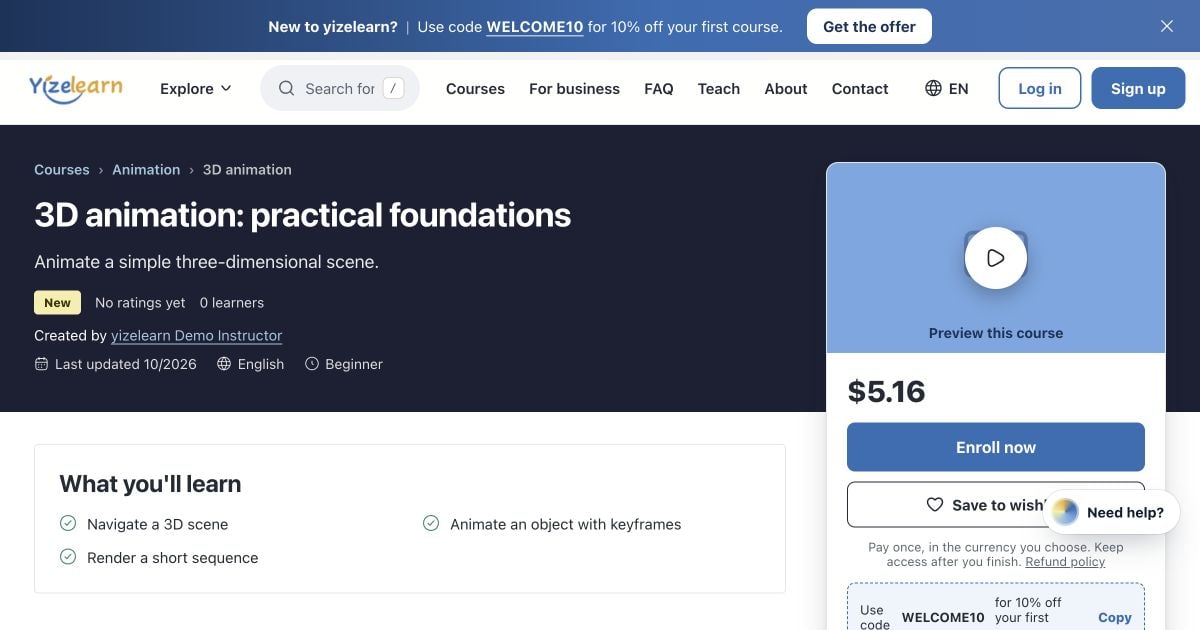 New to yizelearn? | Use code WELCOME10 for 10% off your first course.
Get the offer
Yizelearn
Explore
Search for
/
Courses
For business
FAQ
Teach
About
Contact
EN
Log in
Sign up
Courses › Animation › 3D animation
3D animation: practical foundations
Animate a simple three-dimensional scene.
New
No ratings yet
0 learners
Created by yizelearn Demo Instructor
Last updated 10/2026
English
Beginner
Preview this course
$5.16
Enroll now
Save to wishl
Need help?
Pay once, in the currency you choose. Keep
access after you finish. Refund policy
What you'll learn
Navigate a 3D scene
Animate an object with keyframes
Render a short sequence
Use
code
WELCOME10
for 10% off
your first
Copy